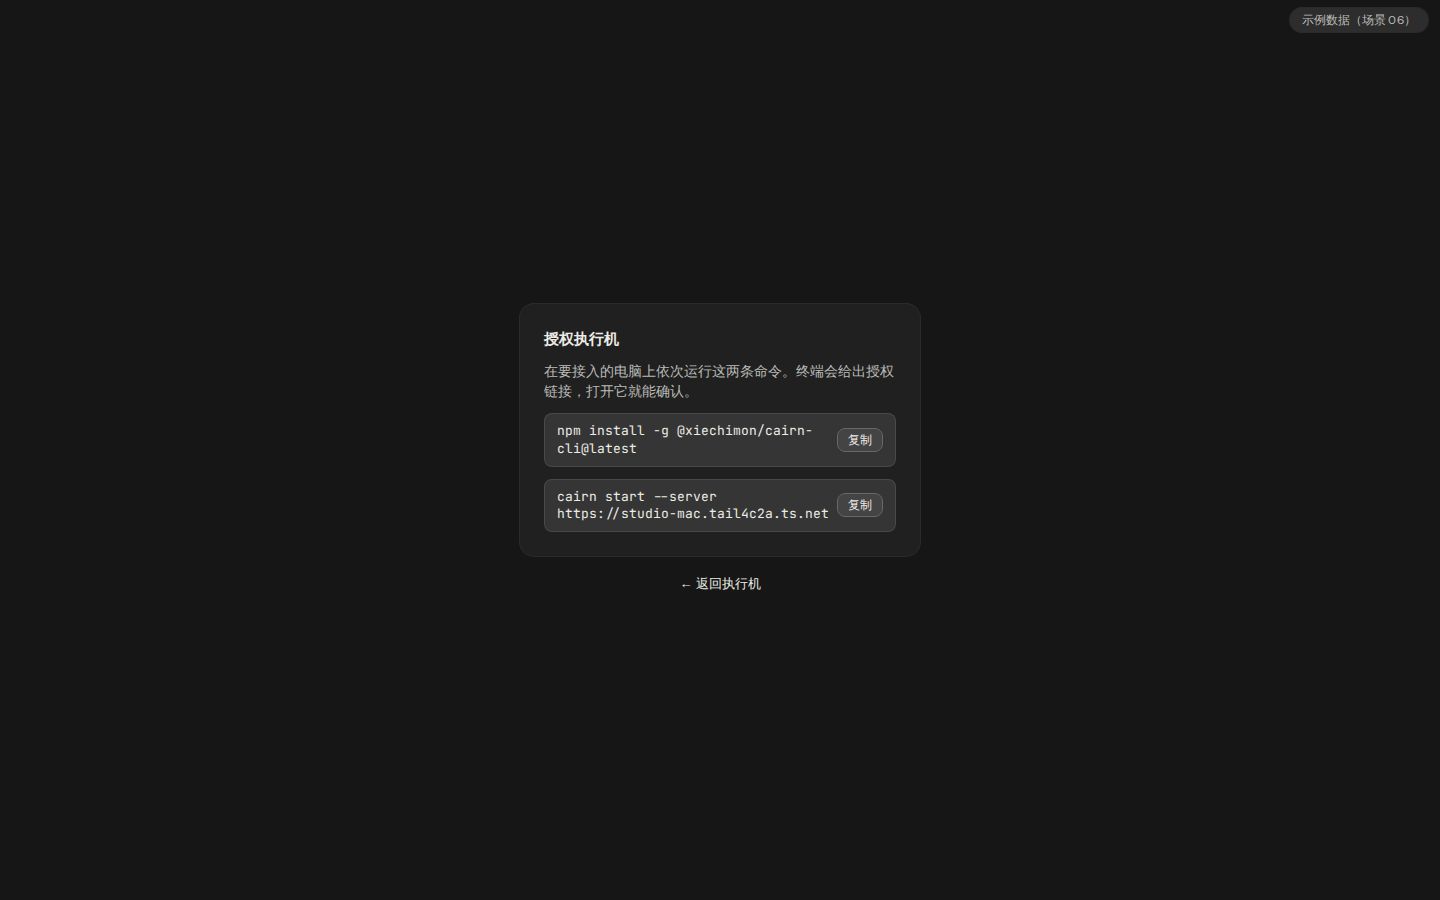 示例数据（场景 06）
授权执行机
在要接入的电脑上依次运行这两条命令。终端会给出授权
链接，打开它就能确认。
npm install -g @xiechimon/cairn-
cli@latest
复制
cairn start --server
https://studio-mac.tail4c2a.ts.net
复制
← 返回执行机